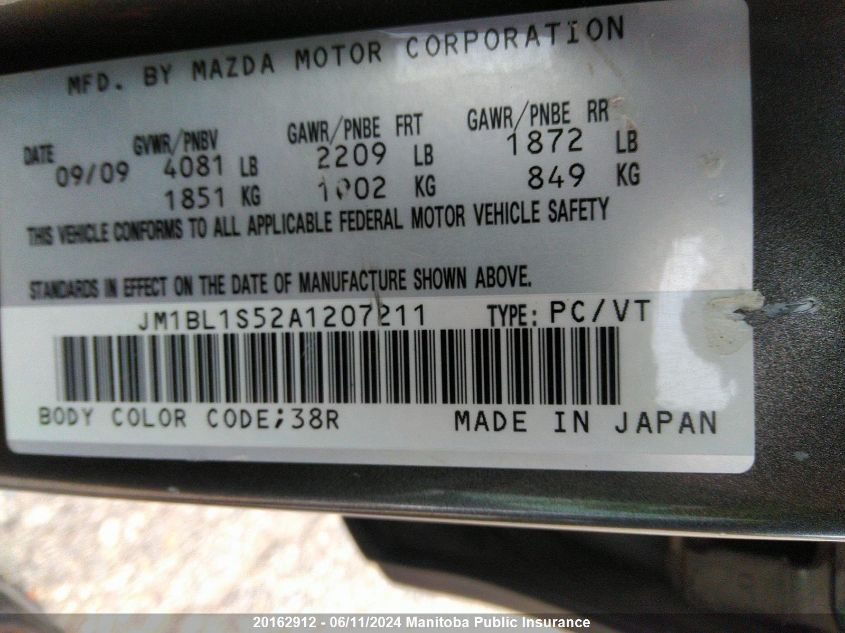 MFD. BY MAZDA MOTOR CORPORATION
DATE GVWR/PNBV GAWR/PNBE FRT GAWR/PNBE RR
09/09 4081 LB 2209 LB 1872 LB
1851 KG 1002 KG 849 KG
THIS VEHICLE CONFORMS TO ALL APPLICABLE FEDERAL MOTOR VEHICLE SAFETY
STANDARDS IN EFFECT ON THE DATE OF MANUFACTURE SHOWN ABOVE.
JM1BL1S52A1207211 TYPE: PC/VT
BODY COLOR CODE;38R MADE IN JAPAN
20162912 - 06/11/2024 Manitoba Public Insurance